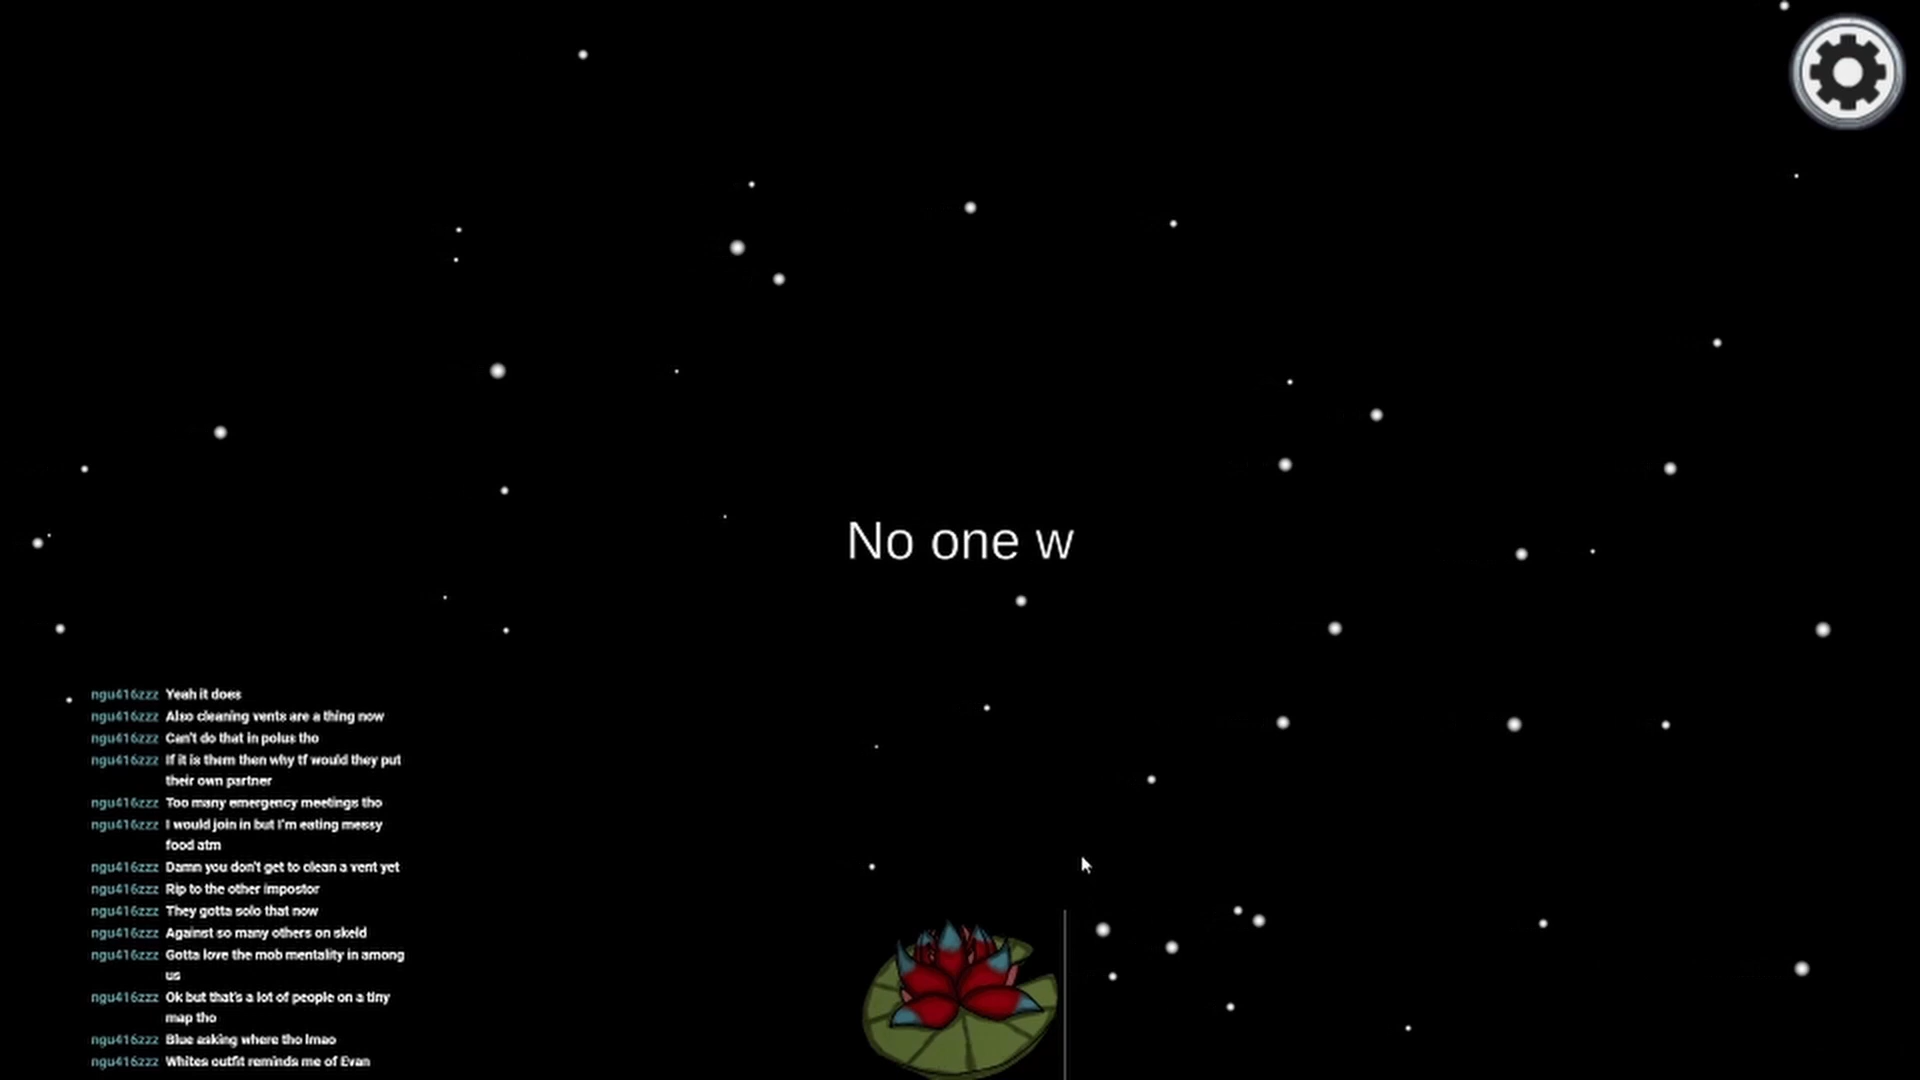 No one w
ngu416zzz Yeah it does
ngu416zzz Also cleaning vents are a thing now
ngu416zzz Can't do that in polus tho
ngu416zzz If it is them then why tf would they put
their own partner
ngu416zzz Too many emergency meetings tho
ngu416zzz I would join in but I'm eating messy
food atm
ngu416zzz Damn you don't get to clean a vent yet
ngu416zzz Rip to the other impostor
ngu416zzz They gotta solo that now
ngu416zzz Against so many others on skeld
ngu416zzz Gotta love the mob mentality in among
us
ngu416zzz Ok but that's a lot of people on a tiny
map tho
ngu416zzz Blue asking where tho lmao
ngu416zzz Whites outfit reminds me of Evan